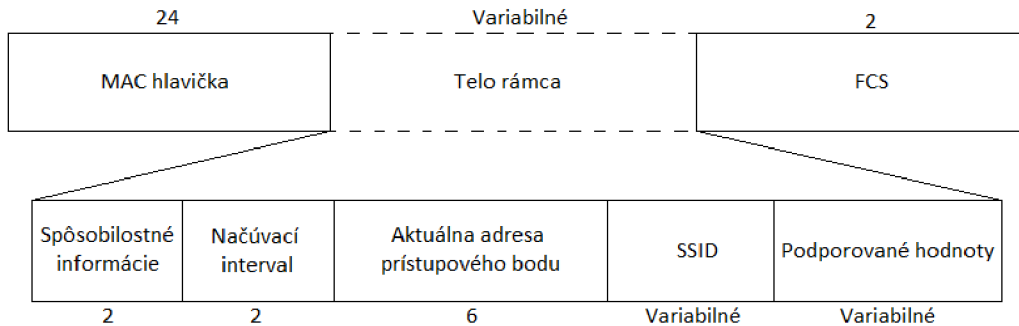 24 Variabilné 2
MAC hlavička Telo rámca FCS
Spôsobilostné informácie
Načúvací interval
Aktuálna adresa prístupového bodu
SSID
Podporované hodnoty
2 2 6 Variabilné Variabilné